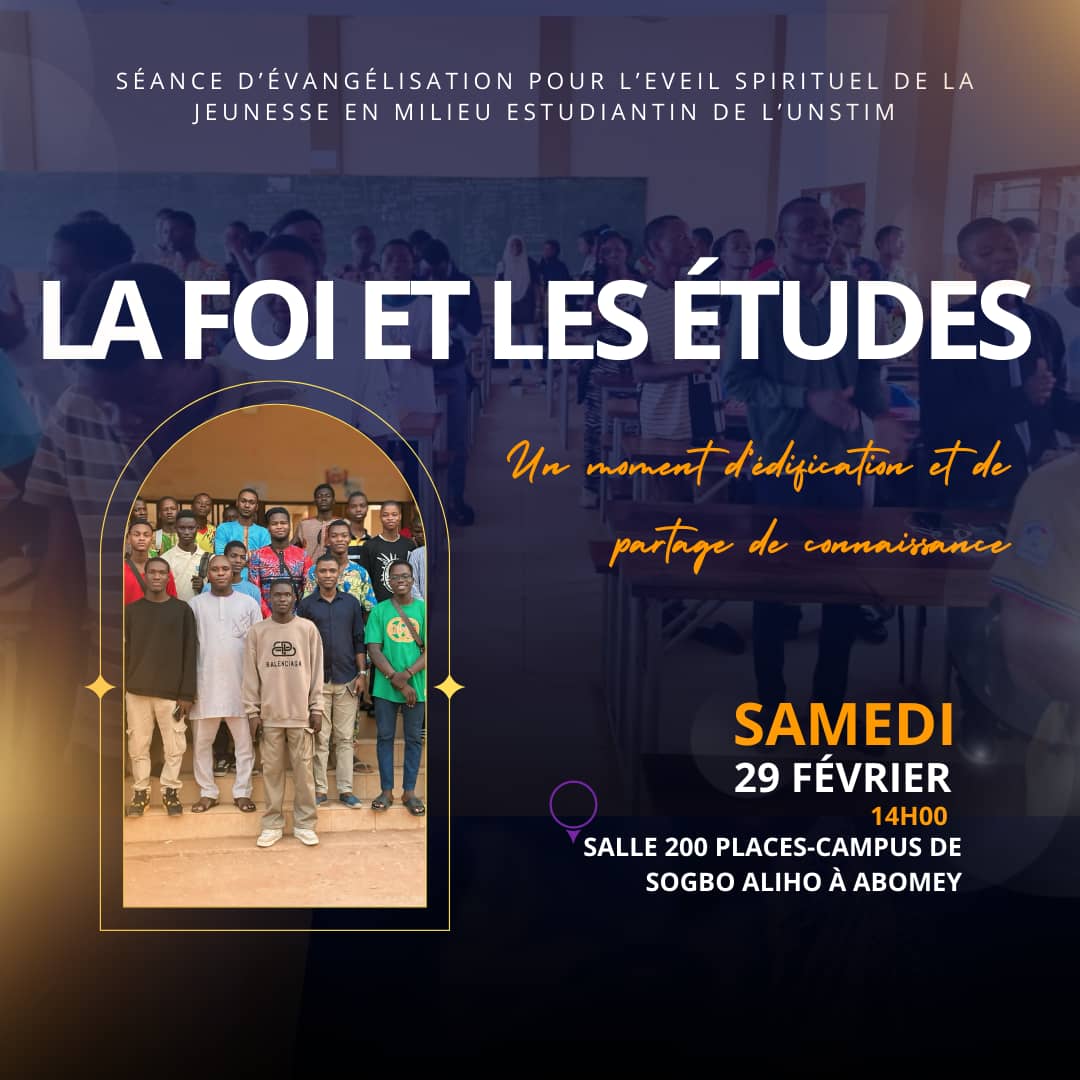 SÉANCE D’ÉVANGÉLISATION POUR L’EVEIL SPIRITUEL DE LA
JEUNESSE EN MILIEU ESTUDIANTIN DE L’UNSTIM
LA FOI ET LES ÉTUDES
Un moment d'édification et de
partage de connaissance
BALENCIAGA
SAMEDI
29 FÉVRIER
14H00
SALLE 200 PLACES-CAMPUS DE
SOGBO ALIHO À ABOMEY